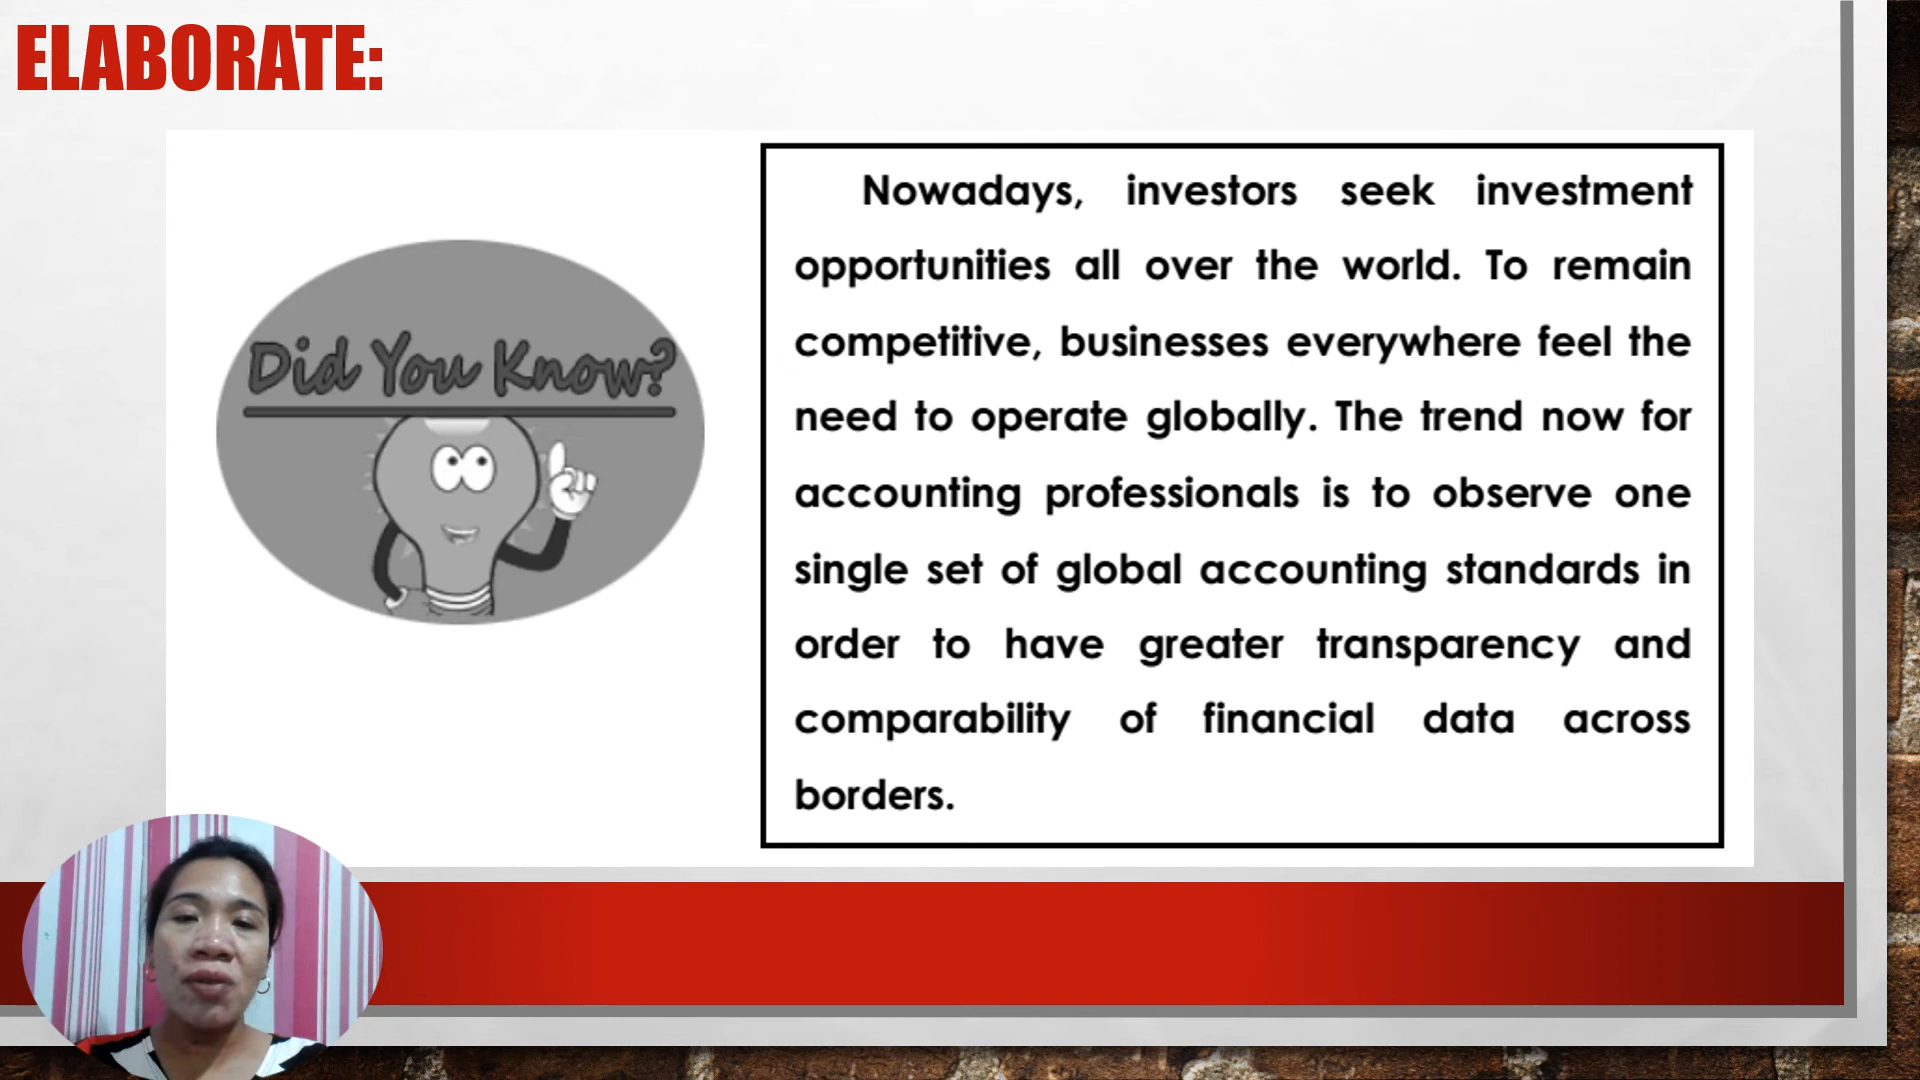 ELABORATE:
Did You Know?
Nowadays, investors seek investment
opportunities all over the world. To remain
competitive, businesses everywhere feel the
need to operate globally. The trend now for
accounting professionals is to observe one
single set of global accounting standards in
order to have greater transparency and
comparability of financial data across
borders.